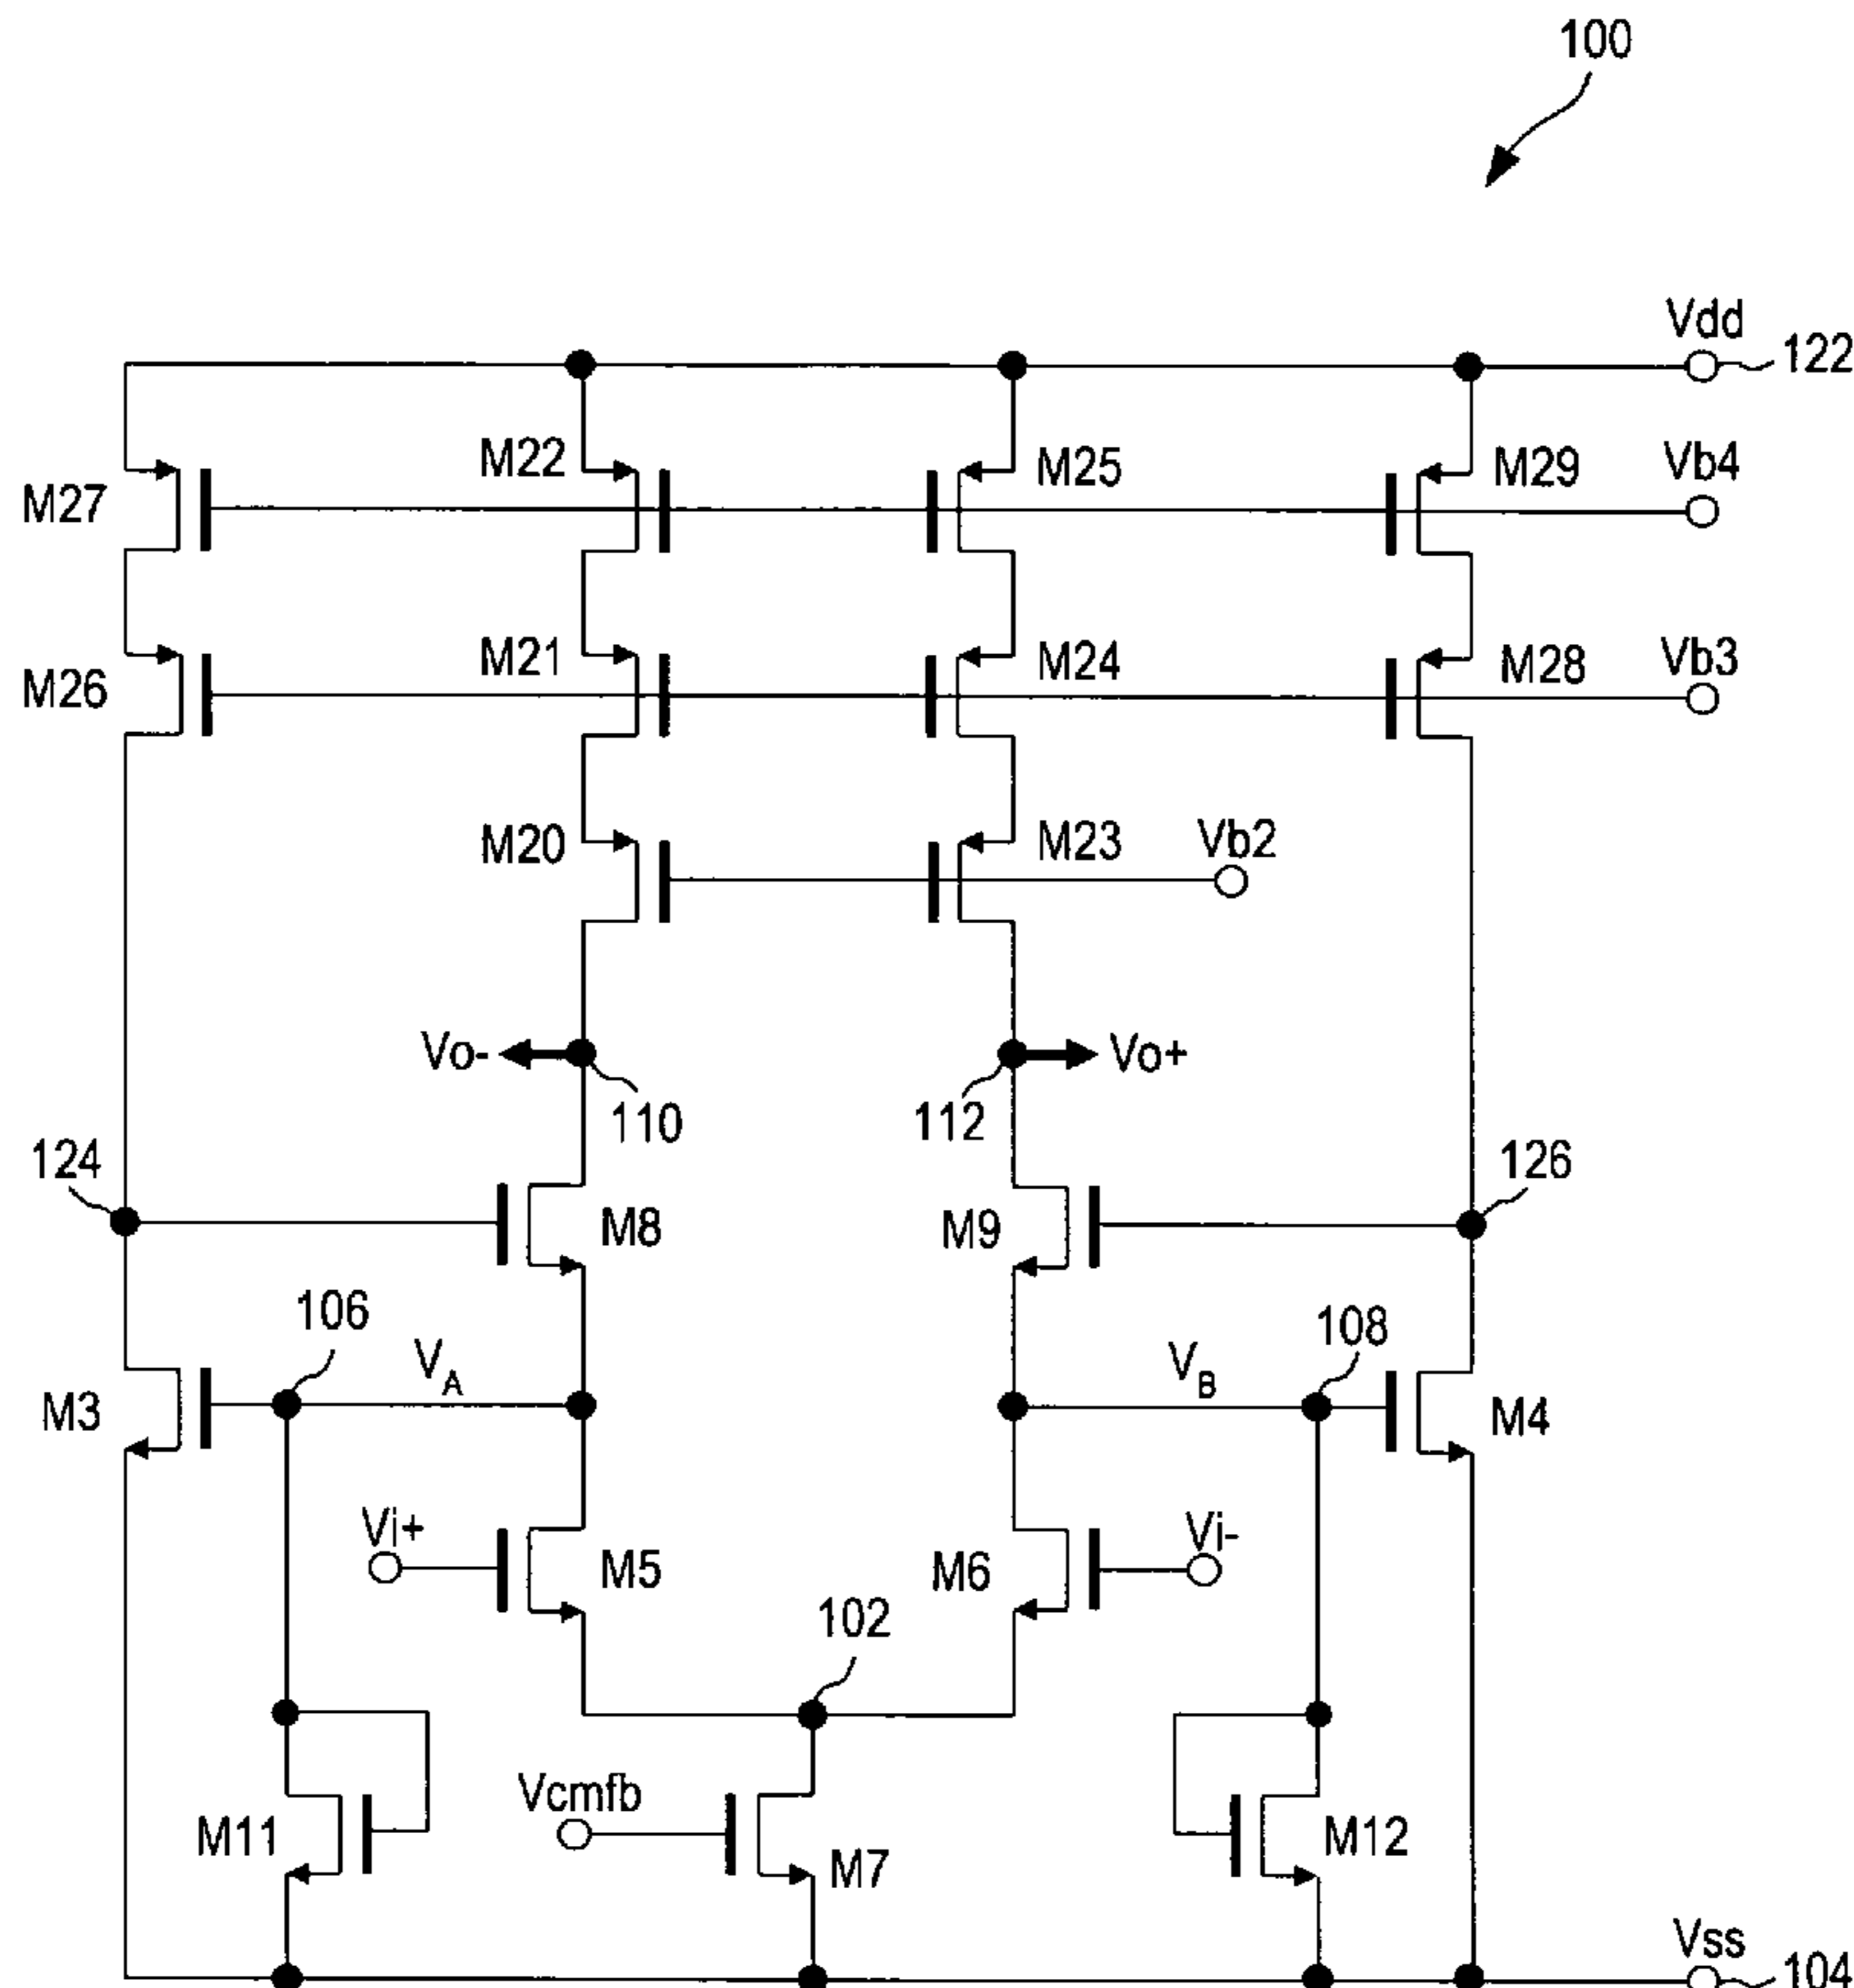 100
Vdd
122
M22
M25
M29
Vb4
M27
M21
M24
M28
Vb3
M26
M20
M23
Vb2
Vo-
Vo+
110
112
124
126
M8
M9
106
108
VA
VB
M3
M4
Vi+
Vi-
M5
M6
102
Vcmfb
M11
M7
M12
Vss
104